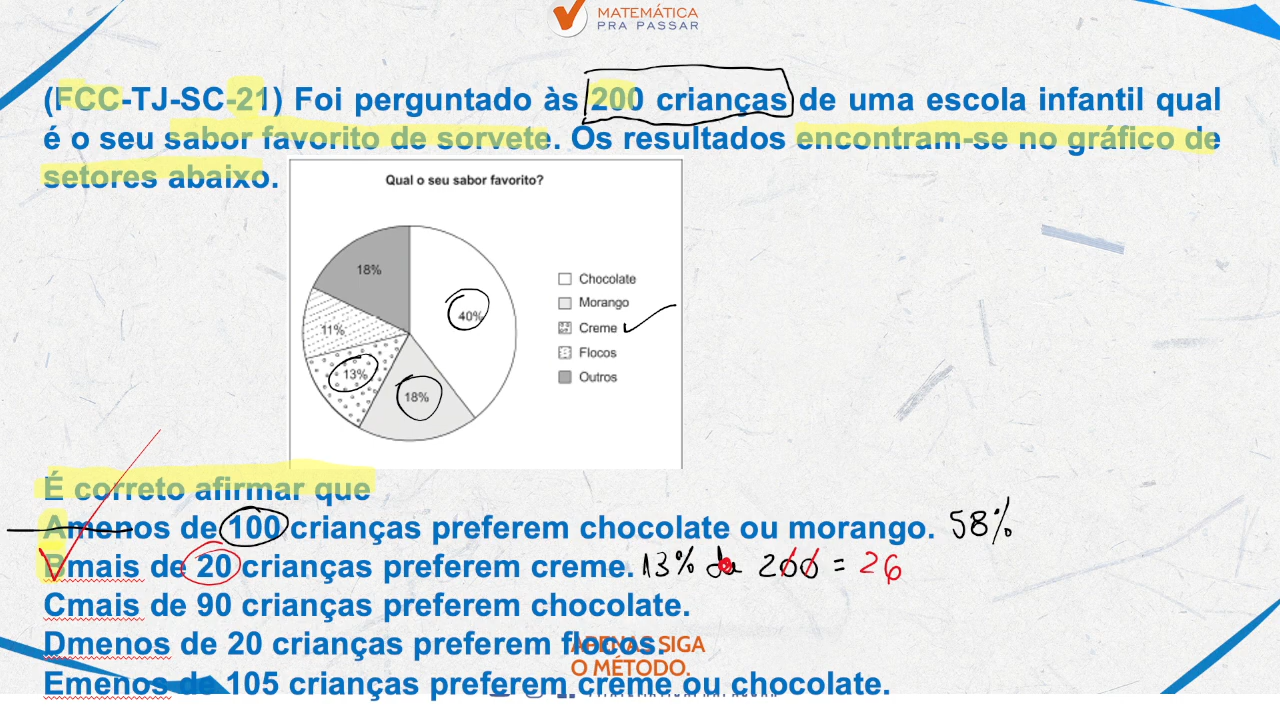 MATEMÁTICA
PRA PASSAR
(FCC-TJ-SC-21) Foi perguntado às 200 crianças de uma escola infantil qual
é o seu sabor favorito de sorvete. Os resultados encontram-se no gráfico de
setores abaixo.
Qual o seu sabor favorito?
18%
40%
11%
13%
18%
Chocolate
Morango
Creme
Flocos
Outros
É correto afirmar que
Amenos de 100 crianças preferem chocolate ou morango. 58%
Bmais de 20 crianças preferem creme. 13% de 200 = 26
Cmais de 90 crianças preferem chocolate.
Dmenos de 20 crianças preferem flocos.
APENAS SIGA
O MÉTODO.
Emenos de 105 crianças preferem creme ou chocolate.